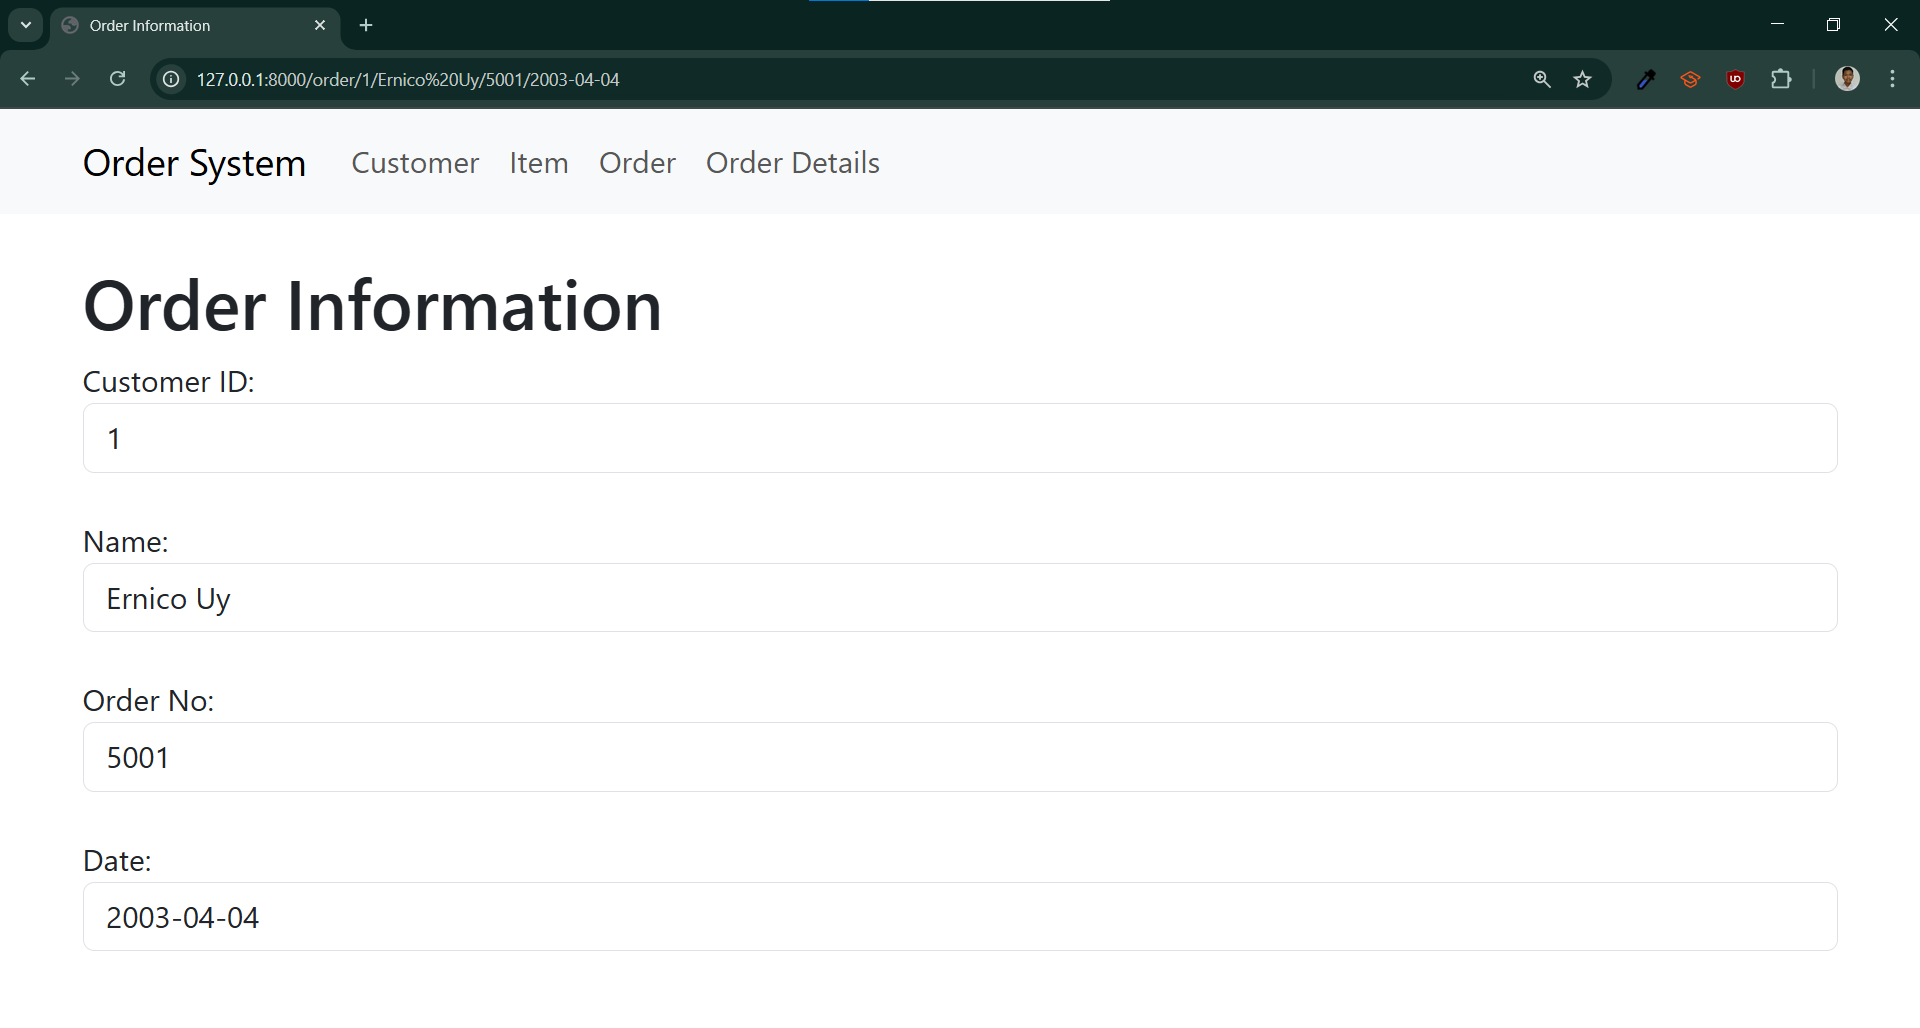 Order Information
127.0.0.1:8000/order/1/Ernico%20Uy/5001/2003-04-04
Order System Customer Item Order Order Details
Order Information
Customer ID:
1
Name:
Ernico Uy
Order No:
5001
Date:
2003-04-04